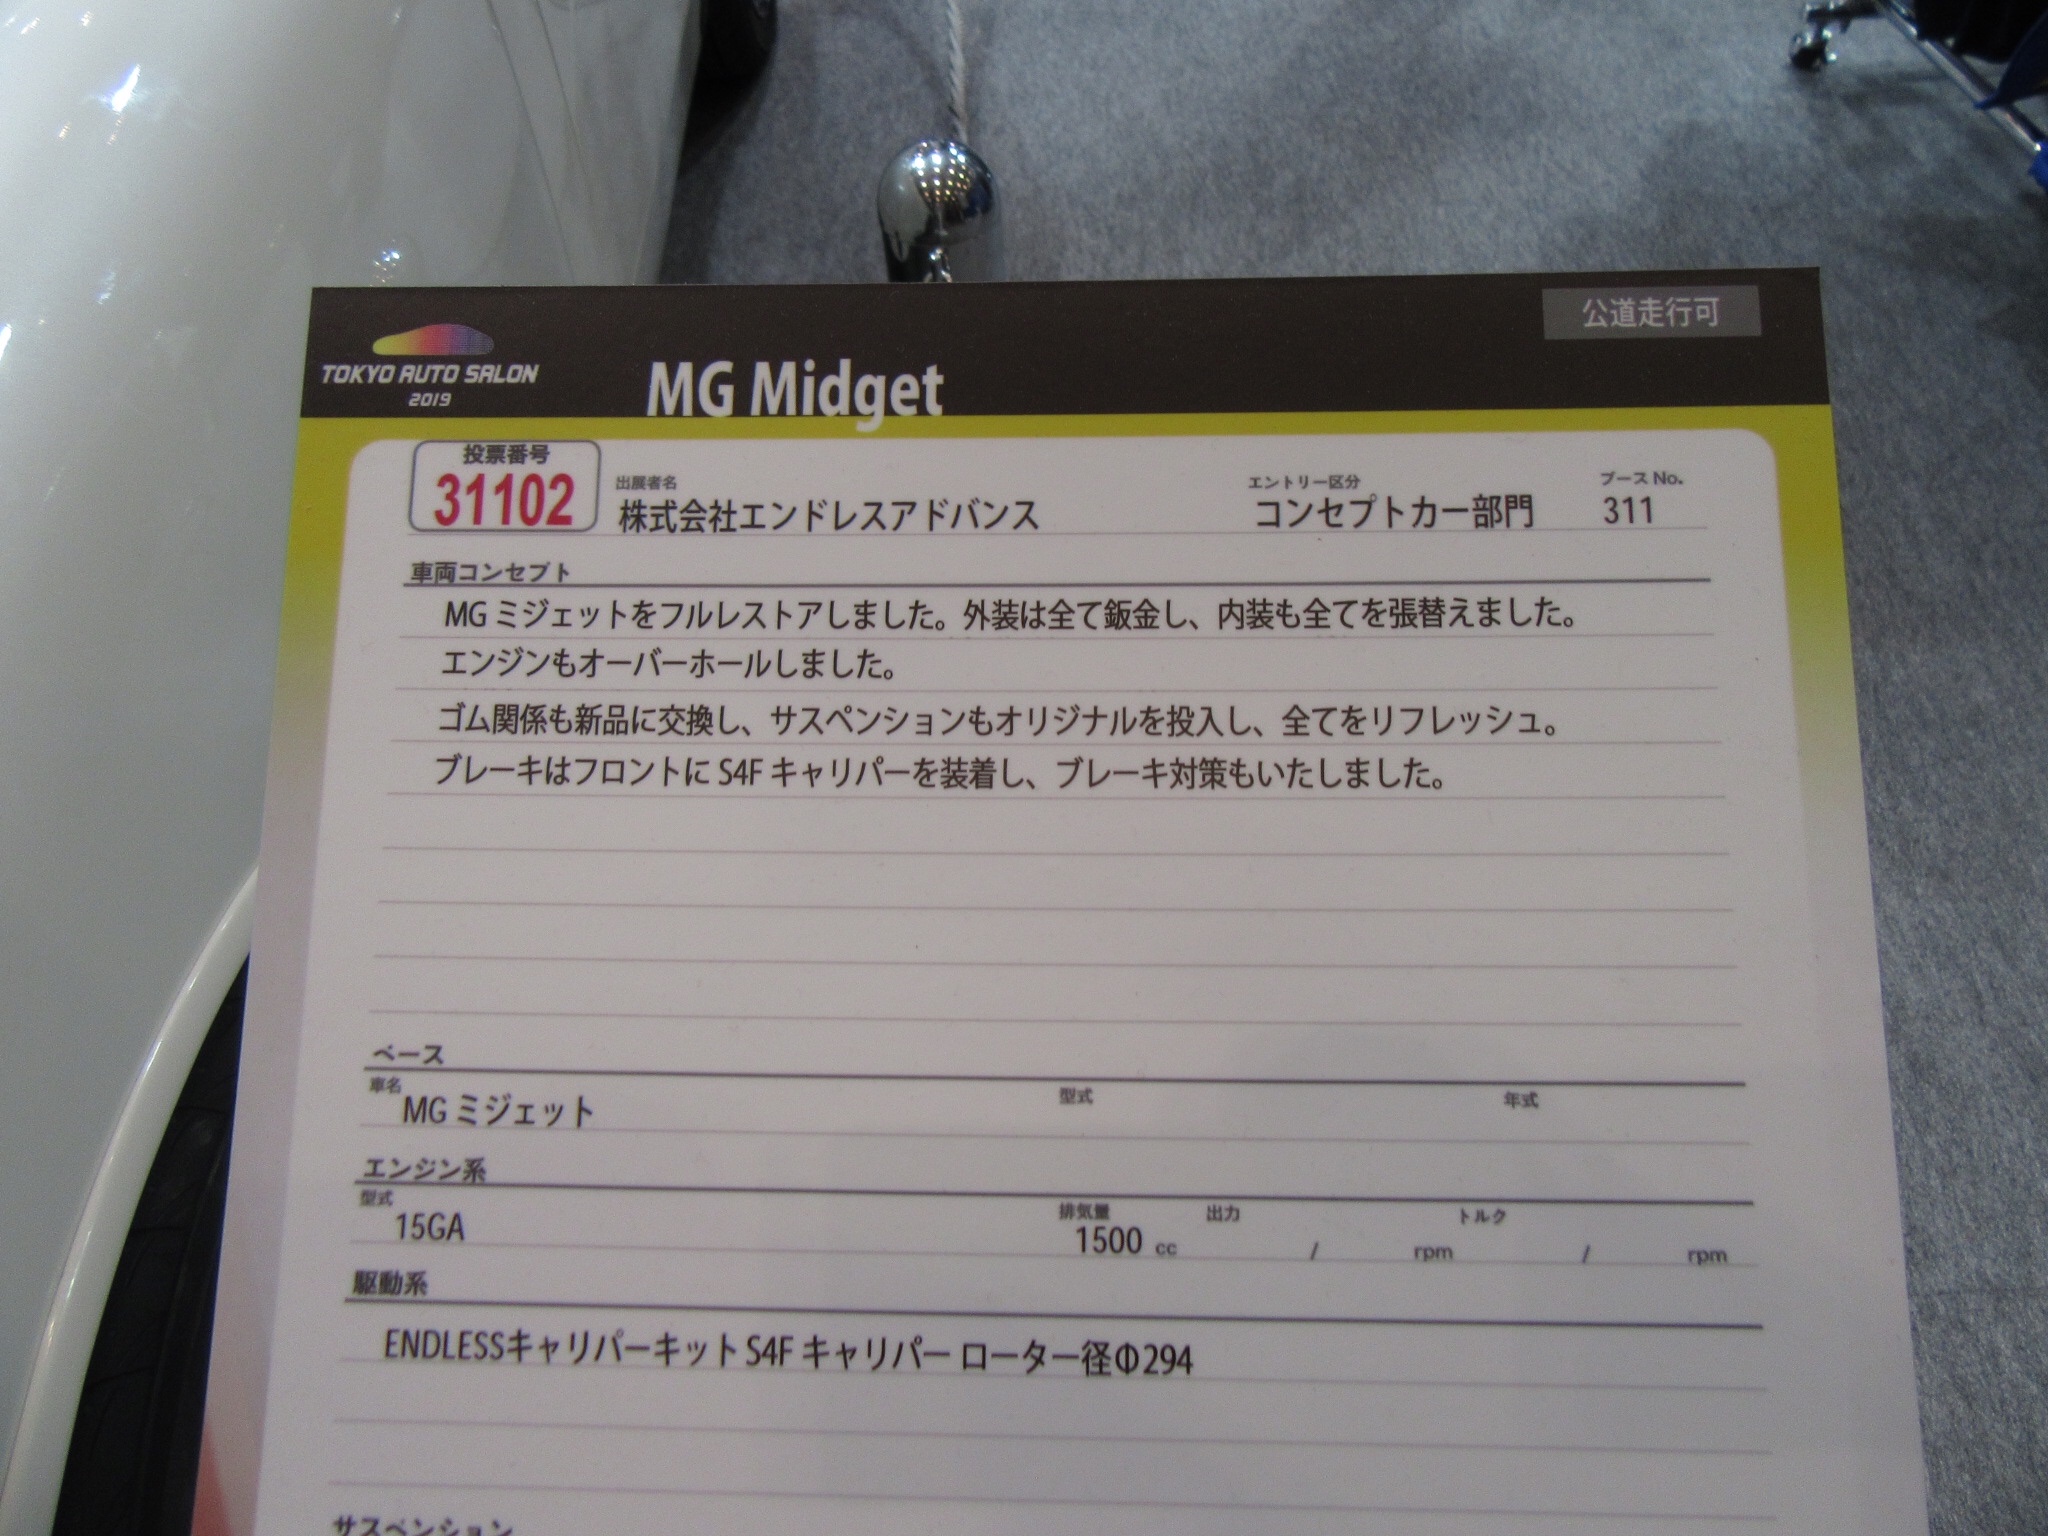 公道走行可
TOKYO AUTO SALON
2019
MG Midget
投票番号
31102
出展者名
株式会社エンドレスアドバンス
エントリー区分
コンセプトカー部門
ブース No.
311
車両コンセプト
MG ミジェットをフルレストアしました。外装は全て鈑金し、内装も全てを張替えました。
エンジンもオーバーホールしました。
ゴム関係も新品に交換し、サスペンションもオリジナルを投入し、全てをリフレッシュ。
ブレーキはフロントに S4F キャリパーを装着し、ブレーキ対策もいたしました。
ベース
車名
MG ミジェット
型式
年式
エンジン系
型式
15GA
排気量
1500 cc
出力
/ rpm
トルク
/ rpm
駆動系
ENDLESSキャリパーキット S4F キャリパー ローター径Φ294
サスペンション